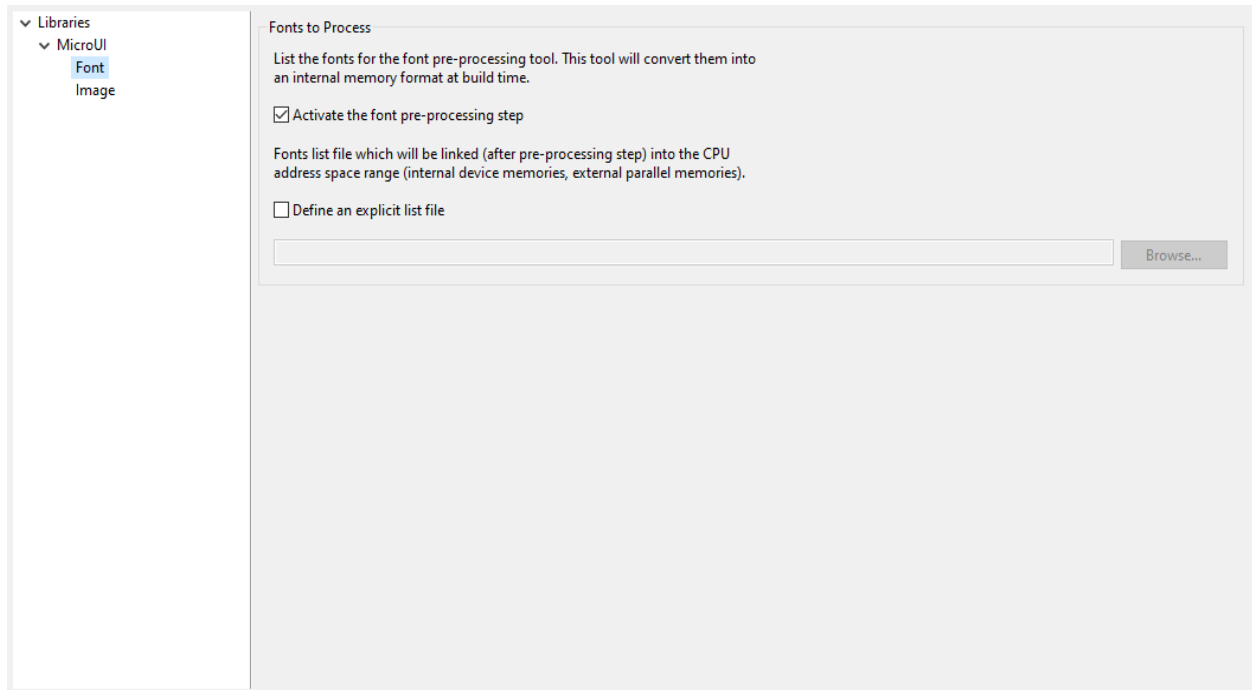 Libraries
MicroUI
Font
Image
Fonts to Process
List the fonts for the font pre-processing tool. This tool will convert them into
an internal memory format at build time.
Activate the font pre-processing step
Fonts list file which will be linked (after pre-processing step) into the CPU
address space range (internal device memories, external parallel memories).
Define an explicit list file
Browse...